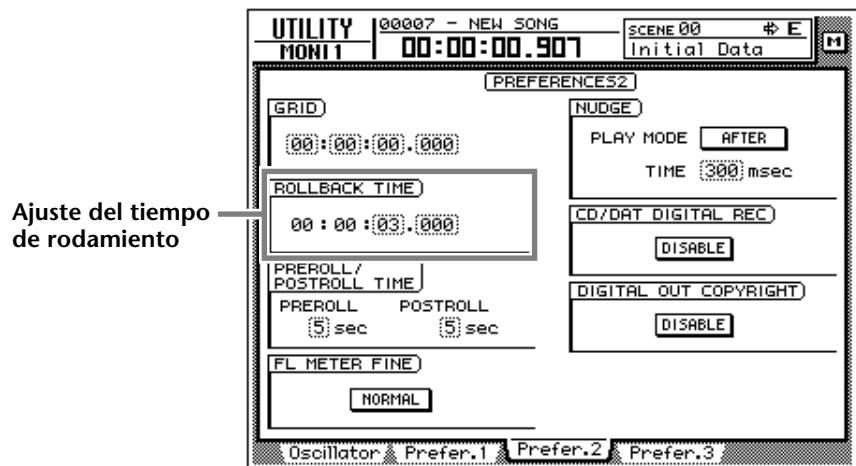 UTILITY
MONI 1
00007 - NEW SONG
00:00:00.907
SCENE 00
E
Initial Data
M
PREFERENCES2
GRID
00:00:00.000
ROLLBACK TIME
00:00:03.000
PREROLL/
POSTROLL TIME
PREROLL POSTROLL
5 sec 5 sec
FL METER FINE
NORMAL
NUDGE
PLAY MODE AFTER
TIME 300 msec
CD/DAT DIGITAL REC
DISABLE
DIGITAL OUT COPYRIGHT
DISABLE
Oscillator Prefer.1 Prefer.2 Prefer.3
Ajuste del tiempo
de rodamiento